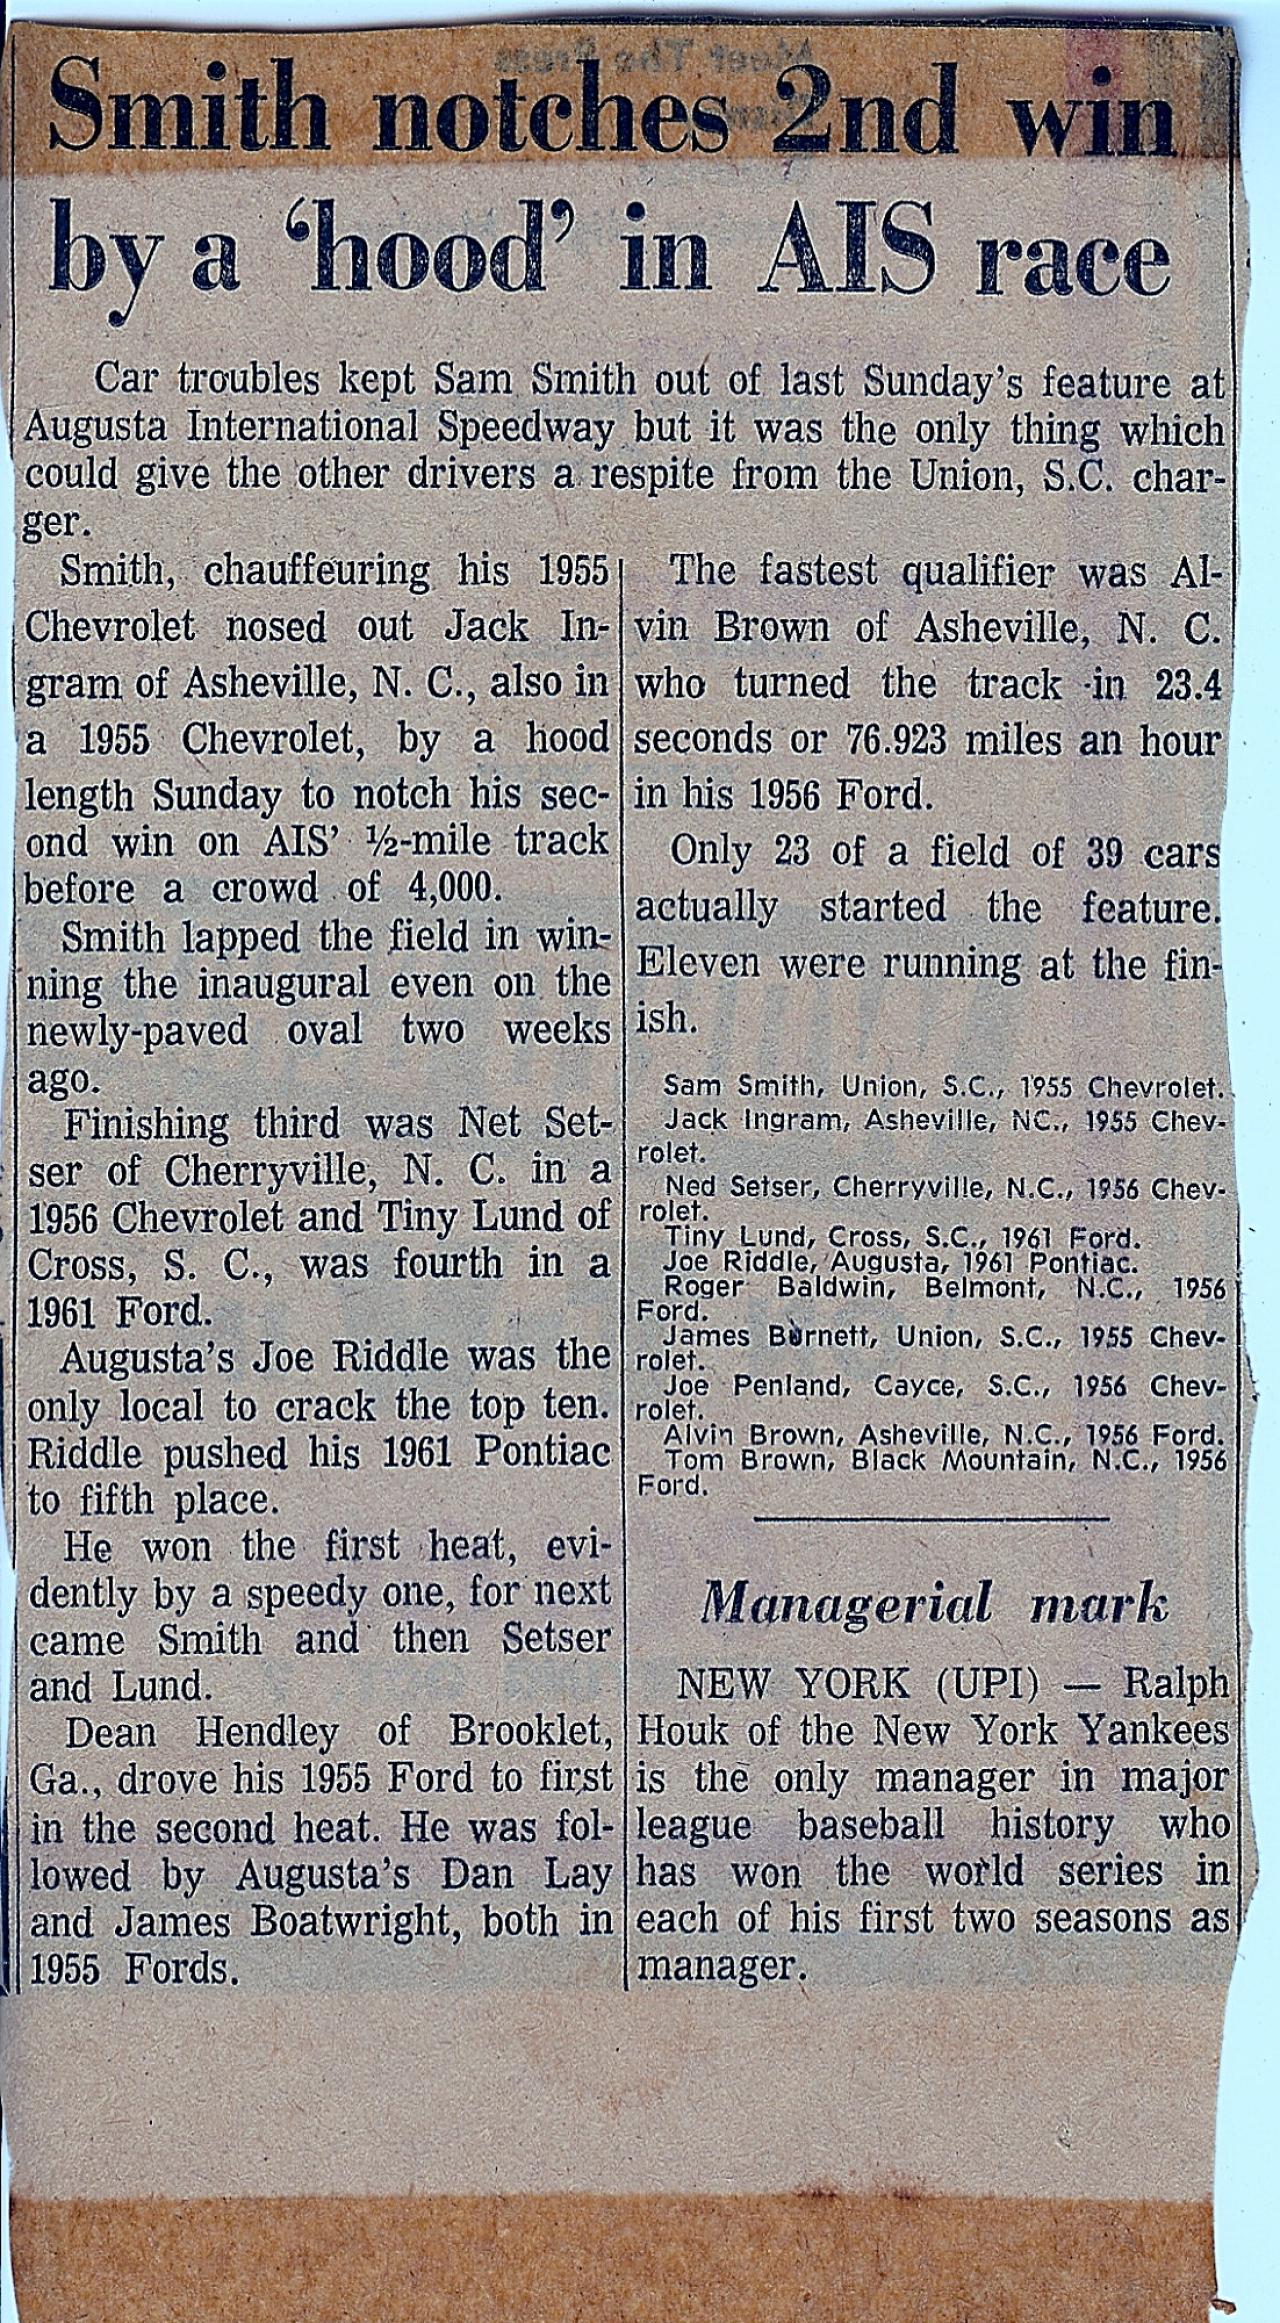 Smith notches 2nd win
by a ‘hood’ in AIS race
Car troubles kept Sam Smith out of last Sunday’s feature at
Augusta International Speedway but it was the only thing which
could give the other drivers a respite from the Union, S.C. char-
ger.
Smith, chauffeuring his 1955
Chevrolet nosed out Jack In-
gram of Asheville, N. C., also in
a 1955 Chevrolet, by a hood
length Sunday to notch his sec-
ond win on AIS’ ½-mile track
before a crowd of 4,000.
Smith lapped the field in win-
ning the inaugural even on the
newly-paved oval two weeks
ago.
Finishing third was Net Set-
ser of Cherryville, N. C. in a
1956 Chevrolet and Tiny Lund of
Cross, S. C., was fourth in a
1961 Ford.
Augusta’s Joe Riddle was the
only local to crack the top ten.
Riddle pushed his 1961 Pontiac
to fifth place.
He won the first heat, evi-
dently by a speedy one, for next
came Smith and then Setser
and Lund.
Dean Hendley of Brooklet,
Ga., drove his 1955 Ford to first
in the second heat. He was fol-
lowed by Augusta’s Dan Lay
and James Boatwright, both in
1955 Fords.
The fastest qualifier was Al-
vin Brown of Asheville, N. C.
who turned the track in 23.4
seconds or 76.923 miles an hour
in his 1956 Ford.
Only 23 of a field of 39 cars
actually started the feature.
Eleven were running at the fin-
ish.
Sam Smith, Union, S.C., 1955 Chevrolet.
Jack Ingram, Asheville, NC., 1955 Chev-
rolet.
Ned Setser, Cherryville, N.C., 1956 Chev-
rolet.
Tiny Lund, Cross, S.C., 1961 Ford.
Joe Riddle, Augusta, 1961 Pontiac.
Roger Baldwin, Belmont, N.C., 1956
Ford.
James Burnett, Union, S.C., 1955 Chev-
rolet.
Joe Penland, Cayce, S.C., 1956 Chev-
rolet.
Alvin Brown, Asheville, N.C., 1956 Ford.
Tom Brown, Black Mountain, N.C., 1956
Ford.
Managerial mark
NEW YORK (UPI) — Ralph
Houk of the New York Yankees
is the only manager in major
league baseball history who
has won the world series in
each of his first two seasons as
manager.